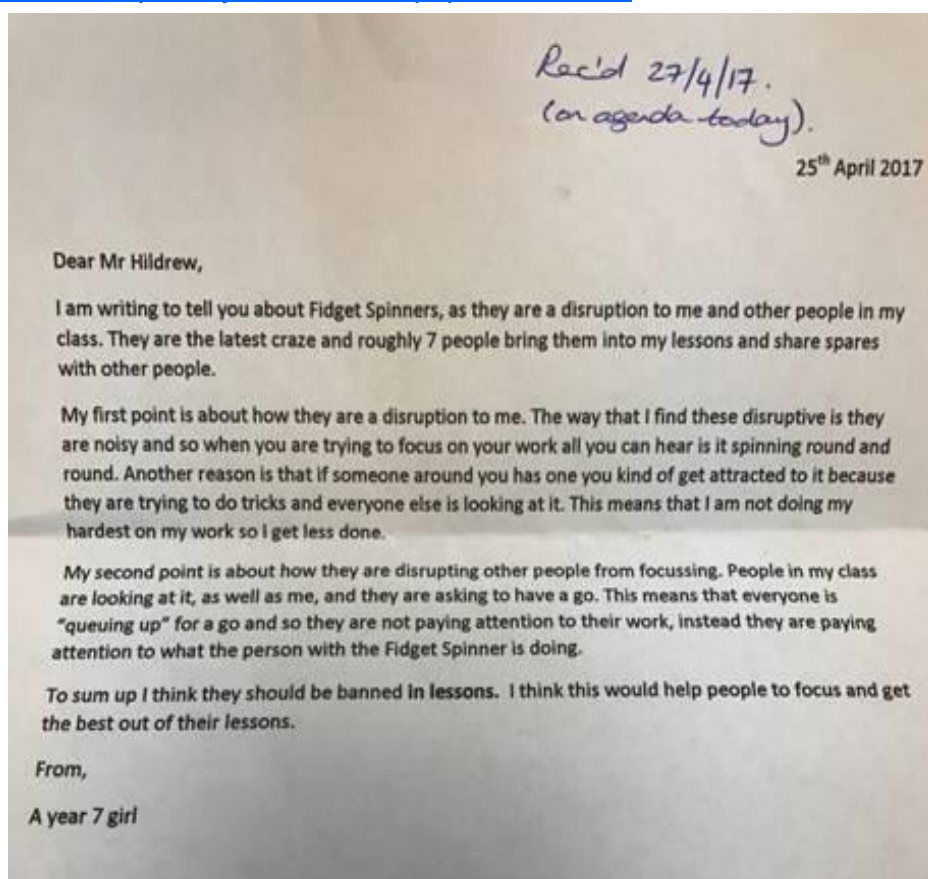 Rec'd 27/4/17.
(on agenda today).
25th April 2017
Dear Mr Hildrew,
I am writing to tell you about Fidget Spinners, as they are a disruption to me and other people in my
class. They are the latest craze and roughly 7 people bring them into my lessons and share spares
with other people.
My first point is about how they are a disruption to me. The way that I find these disruptive is they
are noisy and so when you are trying to focus on your work all you can hear is it spinning round and
round. Another reason is that if someone around you has one you kind of get attracted to it because
they are trying to do tricks and everyone else is looking at it. This means that I am not doing my
hardest on my work so I get less done.
My second point is about how they are disrupting other people from focussing. People in my class
are looking at it, as well as me, and they are asking to have a go. This means that everyone is
“queuing up” for a go and so they are not paying attention to their work, instead they are paying
attention to what the person with the Fidget Spinner is doing.
To sum up I think they should be banned in lessons. I think this would help people to focus and get
the best out of their lessons.
From,
A year 7 girl